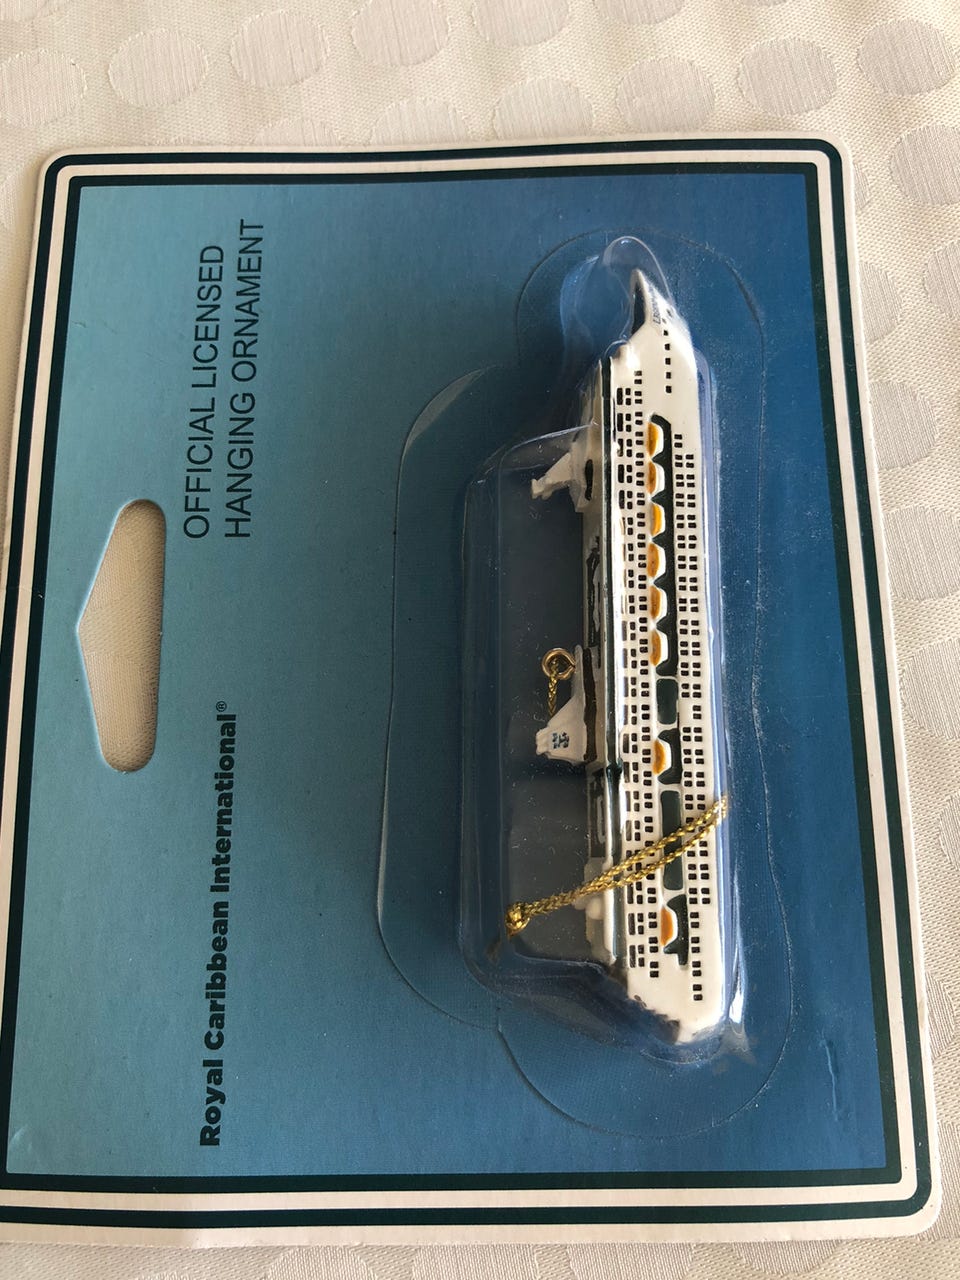 Royal Caribbean International®
OFFICIAL LICENSED
HANGING ORNAMENT